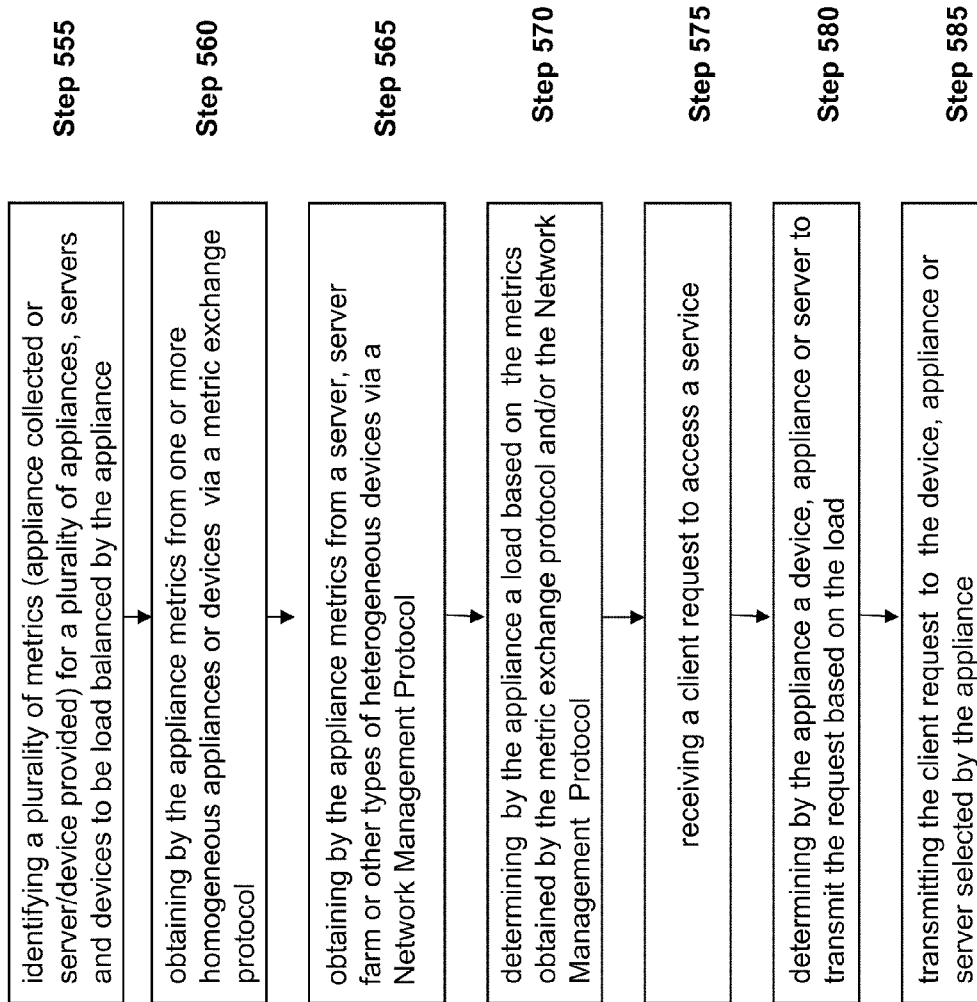 identifying a plurality of metrics (appliance collected or
server/device provided) for a plurality of appliances, servers
and devices to be load balanced by the appliance
Step 555
obtaining by the appliance metrics from one or more
homogeneous appliances or devices via a metric exchange
protocol
Step 560
obtaining by the appliance metrics from a server, server
farm or other types of heterogeneous devices via a
Network Management Protocol
Step 565
determining by the appliance a load based on the metrics
obtained by the metric exchange protocol and/or the Network
Management Protocol
Step 570
receiving a client request to access a service
Step 575
determining by the appliance a device, appliance or server to
transmit the request based on the load
Step 580
transmitting the client request to the device, appliance or
server selected by the appliance
Step 585